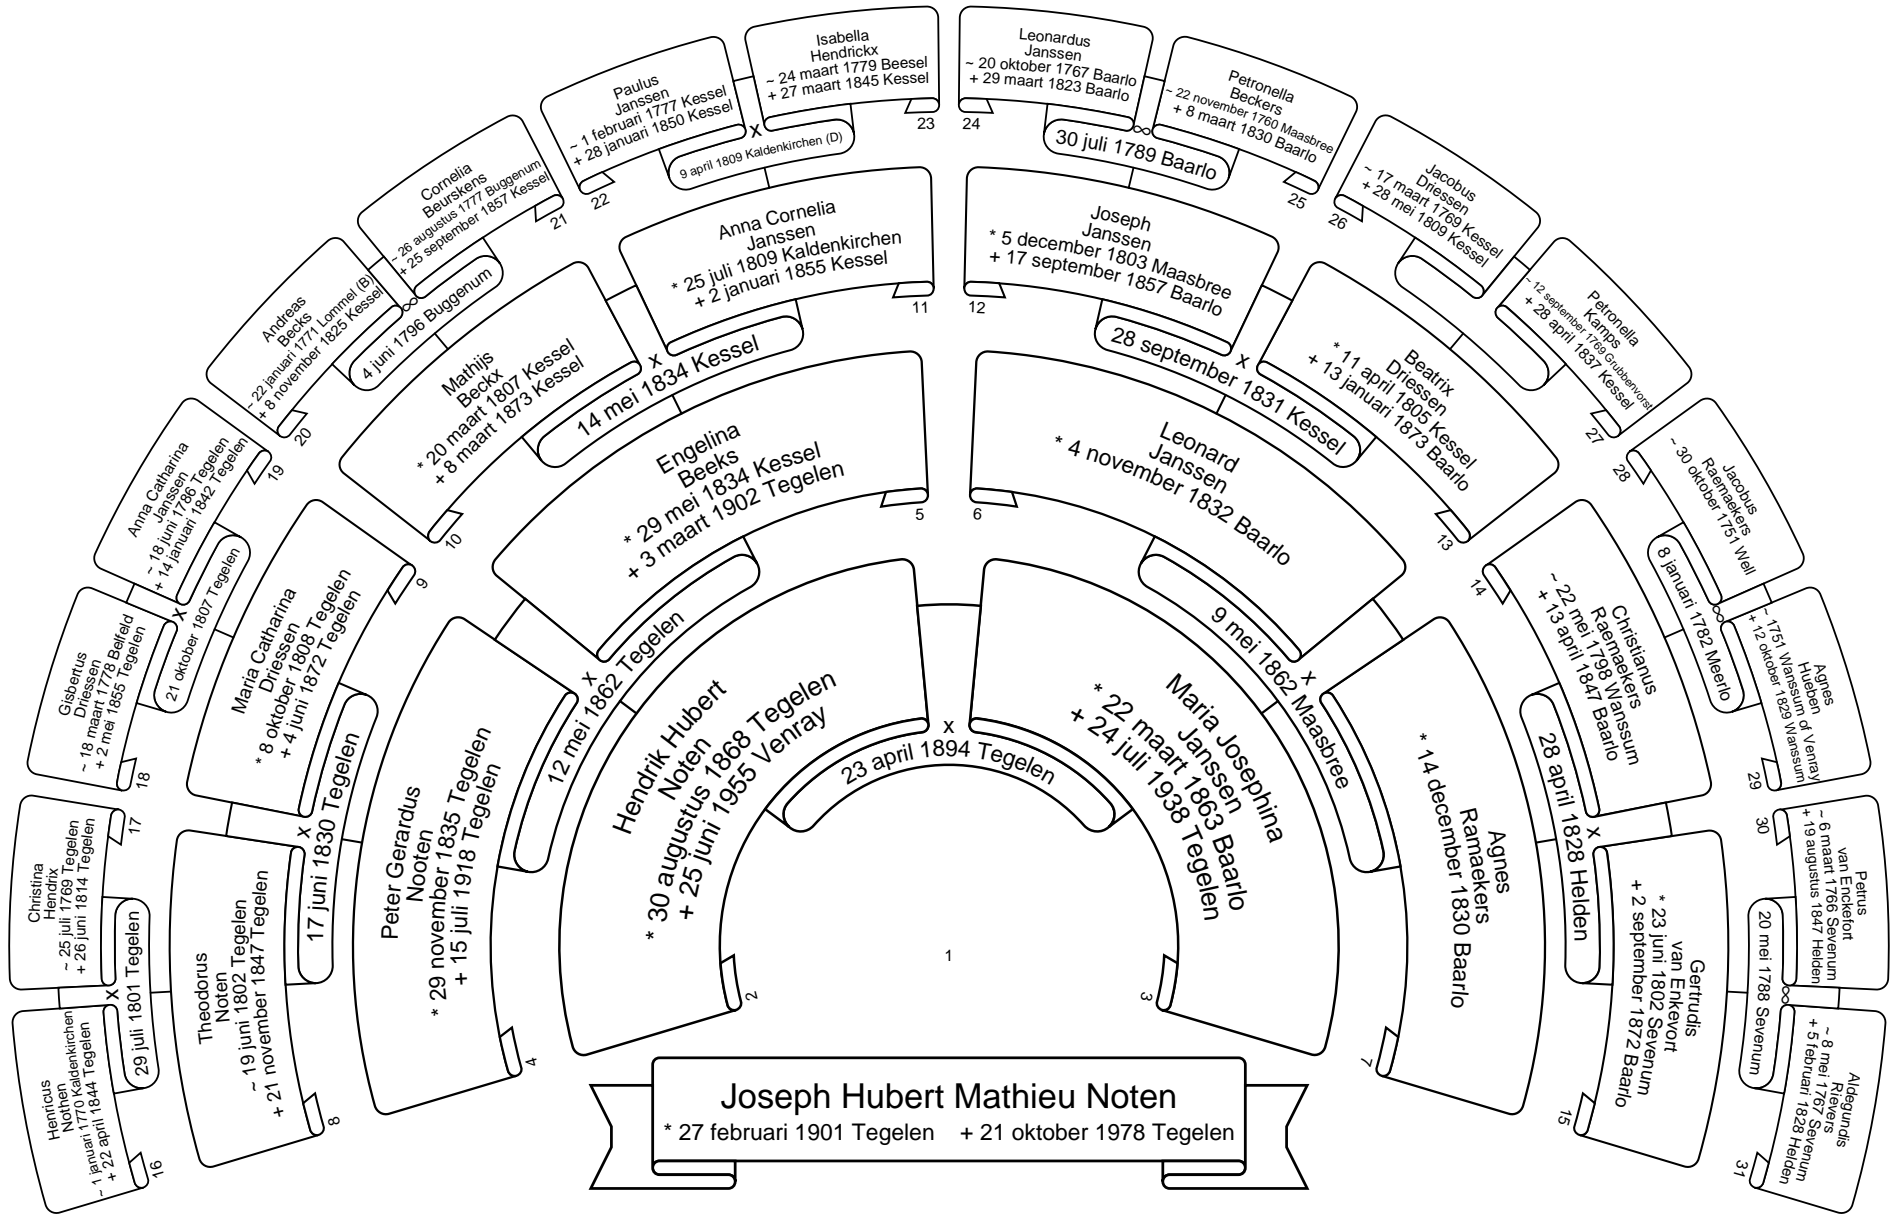 Joseph Hubert Mathieu Noten
* 27 februari 1901 Tegelen + 21 oktober 1978 Tegelen
1
Hendrik Hubert
Noten
* 30 augustus 1868 Tegelen
+ 25 juni 1955 Venray
2
x
23 april 1894 Tegelen
Maria Josephina
Janssen
* 22 maart 1863 Baarlo
+ 24 juli 1938 Tegelen
3
Peter Gerardus
Noten
* 29 november 1835 Tegelen
+ 15 juli 1918 Tegelen
4
x
12 mei 1862 Tegelen
Engelina
Beeks
* 29 mei 1834 Kessel
+ 3 maart 1902 Tegelen
5
Leonard
Janssen
* 4 november 1832 Baarlo
6
x
9 mei 1862 Maasbree
Agnes
Ramaekers
* 14 december 1830 Baarlo
7
Theodorus
Noten
~ 19 juni 1802 Tegelen
+ 21 november 1847 Tegelen
8
x
17 juni 1830 Tegelen
Maria Catharina
Driessen
* 8 oktober 1808 Tegelen
+ 4 juni 1872 Tegelen
9
Mathijs
Beckx
* 20 maart 1807 Kessel
+ 8 maart 1873 Kessel
10
x
14 mei 1834 Kessel
Anna Cornelia
Janssen
* 25 juli 1809 Kaldenkirchen
+ 2 januari 1855 Kessel
11
Joseph
Janssen
* 5 december 1803 Maasbree
+ 17 september 1857 Baarlo
12
x
28 september 1831 Kessel
Beatrix
Driessen
* 11 april 1805 Kessel
+ 13 januari 1873 Baarlo
13
Christianus
Raemaekers
~ 22 mei 1798 Wanssum
+ 13 april 1847 Baarlo
14
x
28 april 1828 Helden
Gertrudis
van Enkevort
* 23 juni 1802 Sevenum
+ 2 september 1872 Baarlo
15
Henricus
Nothen
~ 1 januari 1770 Kaldenkirchen
+ 22 april 1844 Tegelen
16
x
29 juli 1801 Tegelen
Christina
Hendrix
~ 25 juli 1769 Tegelen
+ 26 juni 1814 Tegelen
17
Gisbertus
Driessen
~ 18 maart 1778 Belfeld
+ 2 mei 1855 Tegelen
18
x
21 oktober 1807 Tegelen
Anna Catharina
Janssen
~ 18 juni 1786 Tegelen
+ 14 januari 1842 Tegelen
19
Andreas
Becks
~ 22 januari 1771 Lommel (B)
+ 8 november 1825 Kessel
20
∞
4 juni 1796 Buggenum
Cornelia
Beurskens
~ 26 augustus 1777 Buggenum
+ 25 september 1857 Kessel
21
Paulus
Janssen
~ 1 februari 1777 Kessel
+ 28 januari 1850 Kessel
22
x
9 april 1809 Kaldenkirchen (D)
Isabella
Hendrickx
~ 24 maart 1779 Beesel
+ 27 maart 1845 Kessel
23
Leonardus
Janssen
~ 20 oktober 1767 Baarlo
+ 29 maart 1823 Baarlo
24
∞
30 juli 1789 Baarlo
Petronella
Beckers
~ 22 november 1760 Maasbree
+ 8 maart 1830 Baarlo
25
Jacobus
Driessen
~ 17 maart 1769 Kessel
+ 28 mei 1809 Kessel
26
∞
Petronella
Kamps
~ 12 september 1769 Grubbenvorst
+ 28 april 1837 Kessel
27
Jacobus
Raemaekers
~ 30 oktober 1751 Well
28
∞
8 januari 1782 Meerlo
Agnes
Hueben
~ 1751 Wanssum of Venray
+ 12 oktober 1829 Wanssum
29
Petrus
van Enckefort
~ 6 maart 1766 Sevenum
+ 19 augustus 1847 Helden
30
∞
20 mei 1788 Sevenum
Aldegundis
Rievers
~ 8 mei 1767 Sevenum
+ 5 februari 1828 Helden
31